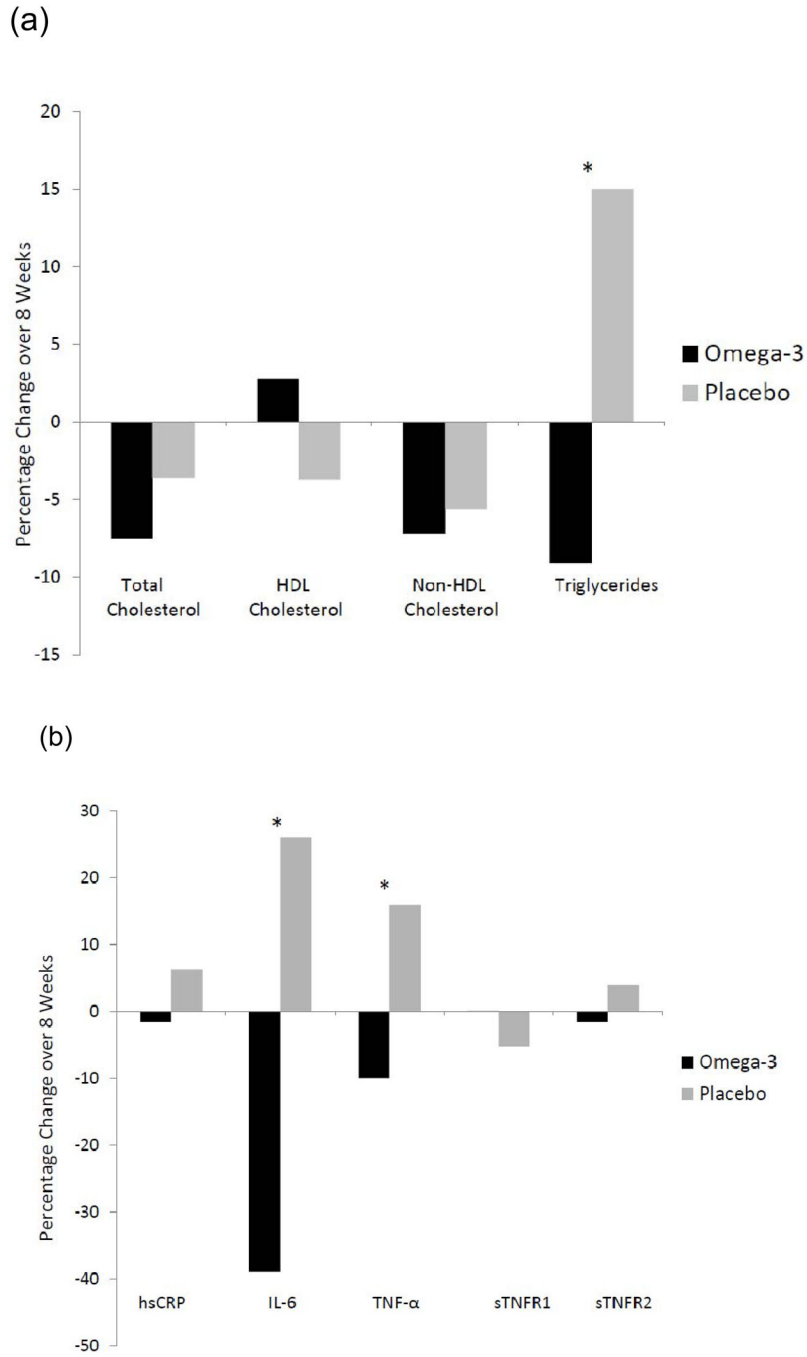 (a)
20
15
10
5
0
-5
-10
-15
Percentage Change over 8 Weeks
*
Total
Cholesterol
HDL
Cholesterol
Non-HDL
Cholesterol
Triglycerides
Omega-3
Placebo
(b)
30
20
10
0
-10
-20
-30
-40
-50
Percentage Change over 8 Weeks
*
*
hsCRP
IL-6
TNF-α
sTNFR1
sTNFR2
Omega-3
Placebo